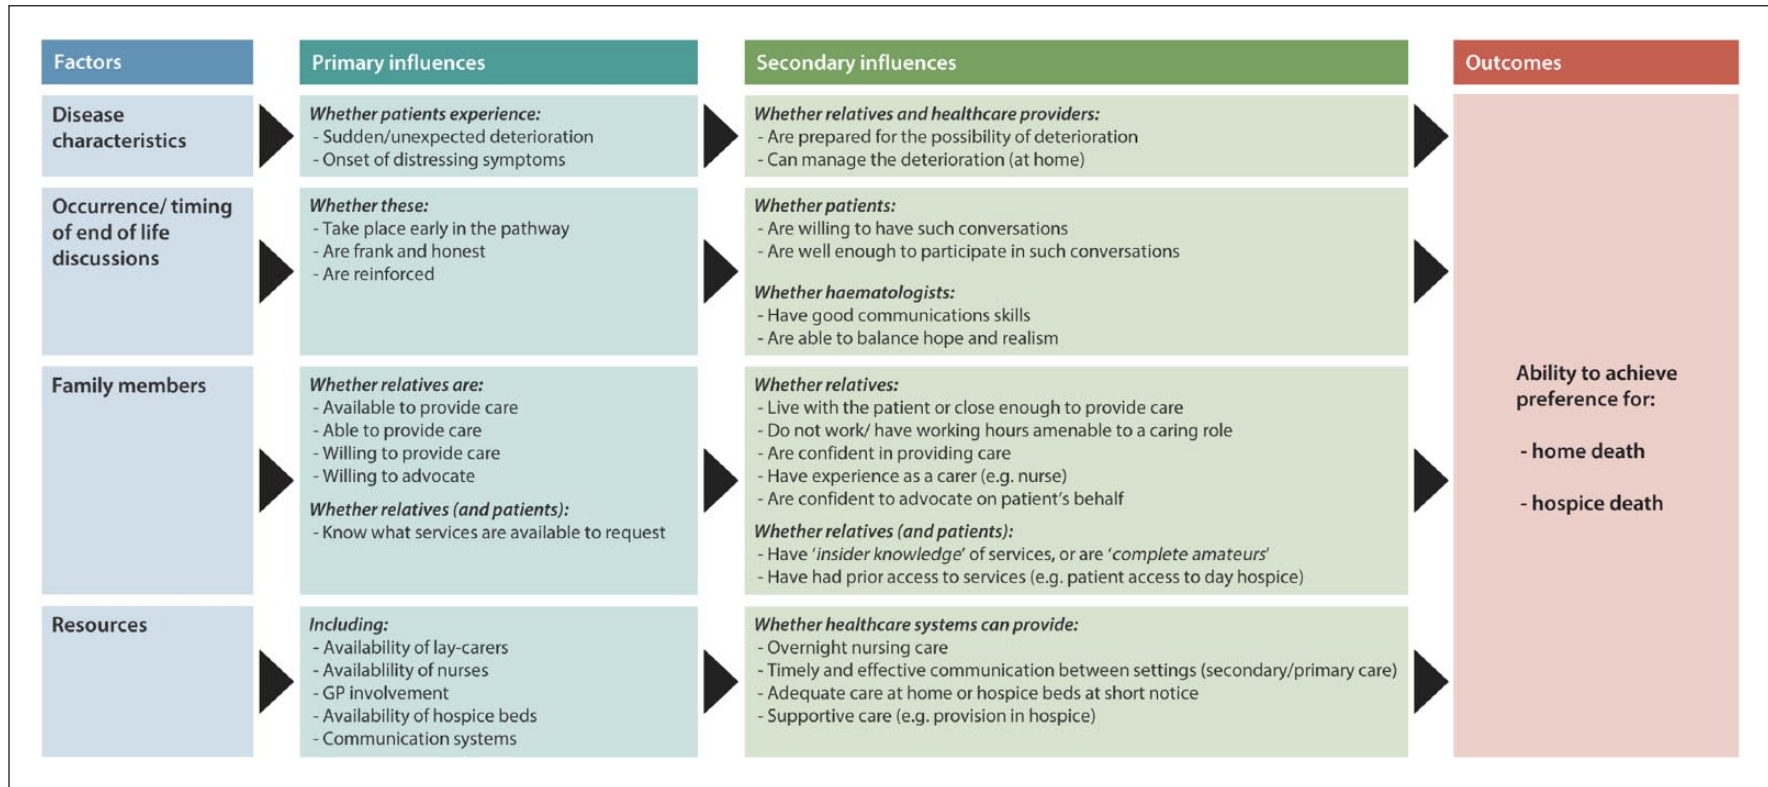 Factors
Primary influences
Secondary influences
Outcomes
Disease
characteristics
Whether patients experience:
- Sudden/unexpected deterioration
- Onset of distressing symptoms
Whether relatives and healthcare providers:
- Are prepared for the possibility of deterioration
- Can manage the deterioration (at home)
Occurrence/ timing
of end of life
discussions
Whether these:
- Take place early in the pathway
- Are frank and honest
- Are reinforced
Whether patients:
- Are willing to have such conversations
- Are well enough to participate in such conversations
Whether haematologists:
- Have good communications skills
- Are able to balance hope and realism
Family members
Whether relatives are:
- Available to provide care
- Able to provide care
- Willing to provide care
- Willing to advocate
Whether relatives (and patients):
- Know what services are available to request
Whether relatives:
- Live with the patient or close enough to provide care
- Do not work/ have working hours amenable to a caring role
- Are confident in providing care
- Have experience as a carer (e.g. nurse)
- Are confident to advocate on patient's behalf
Whether relatives (and patients):
- Have 'insider knowledge' of services, or are 'complete amateurs'
- Have had prior access to services (e.g. patient access to day hospice)
Resources
Including:
- Availability of lay-carers
- Availablility of nurses
- GP involvement
- Availability of hospice beds
- Communication systems
Whether healthcare systems can provide:
- Overnight nursing care
- Timely and effective communication between settings (secondary/primary care)
- Adequate care at home or hospice beds at short notice
- Supportive care (e.g. provision in hospice)
Ability to achieve
preference for:
- home death
- hospice death